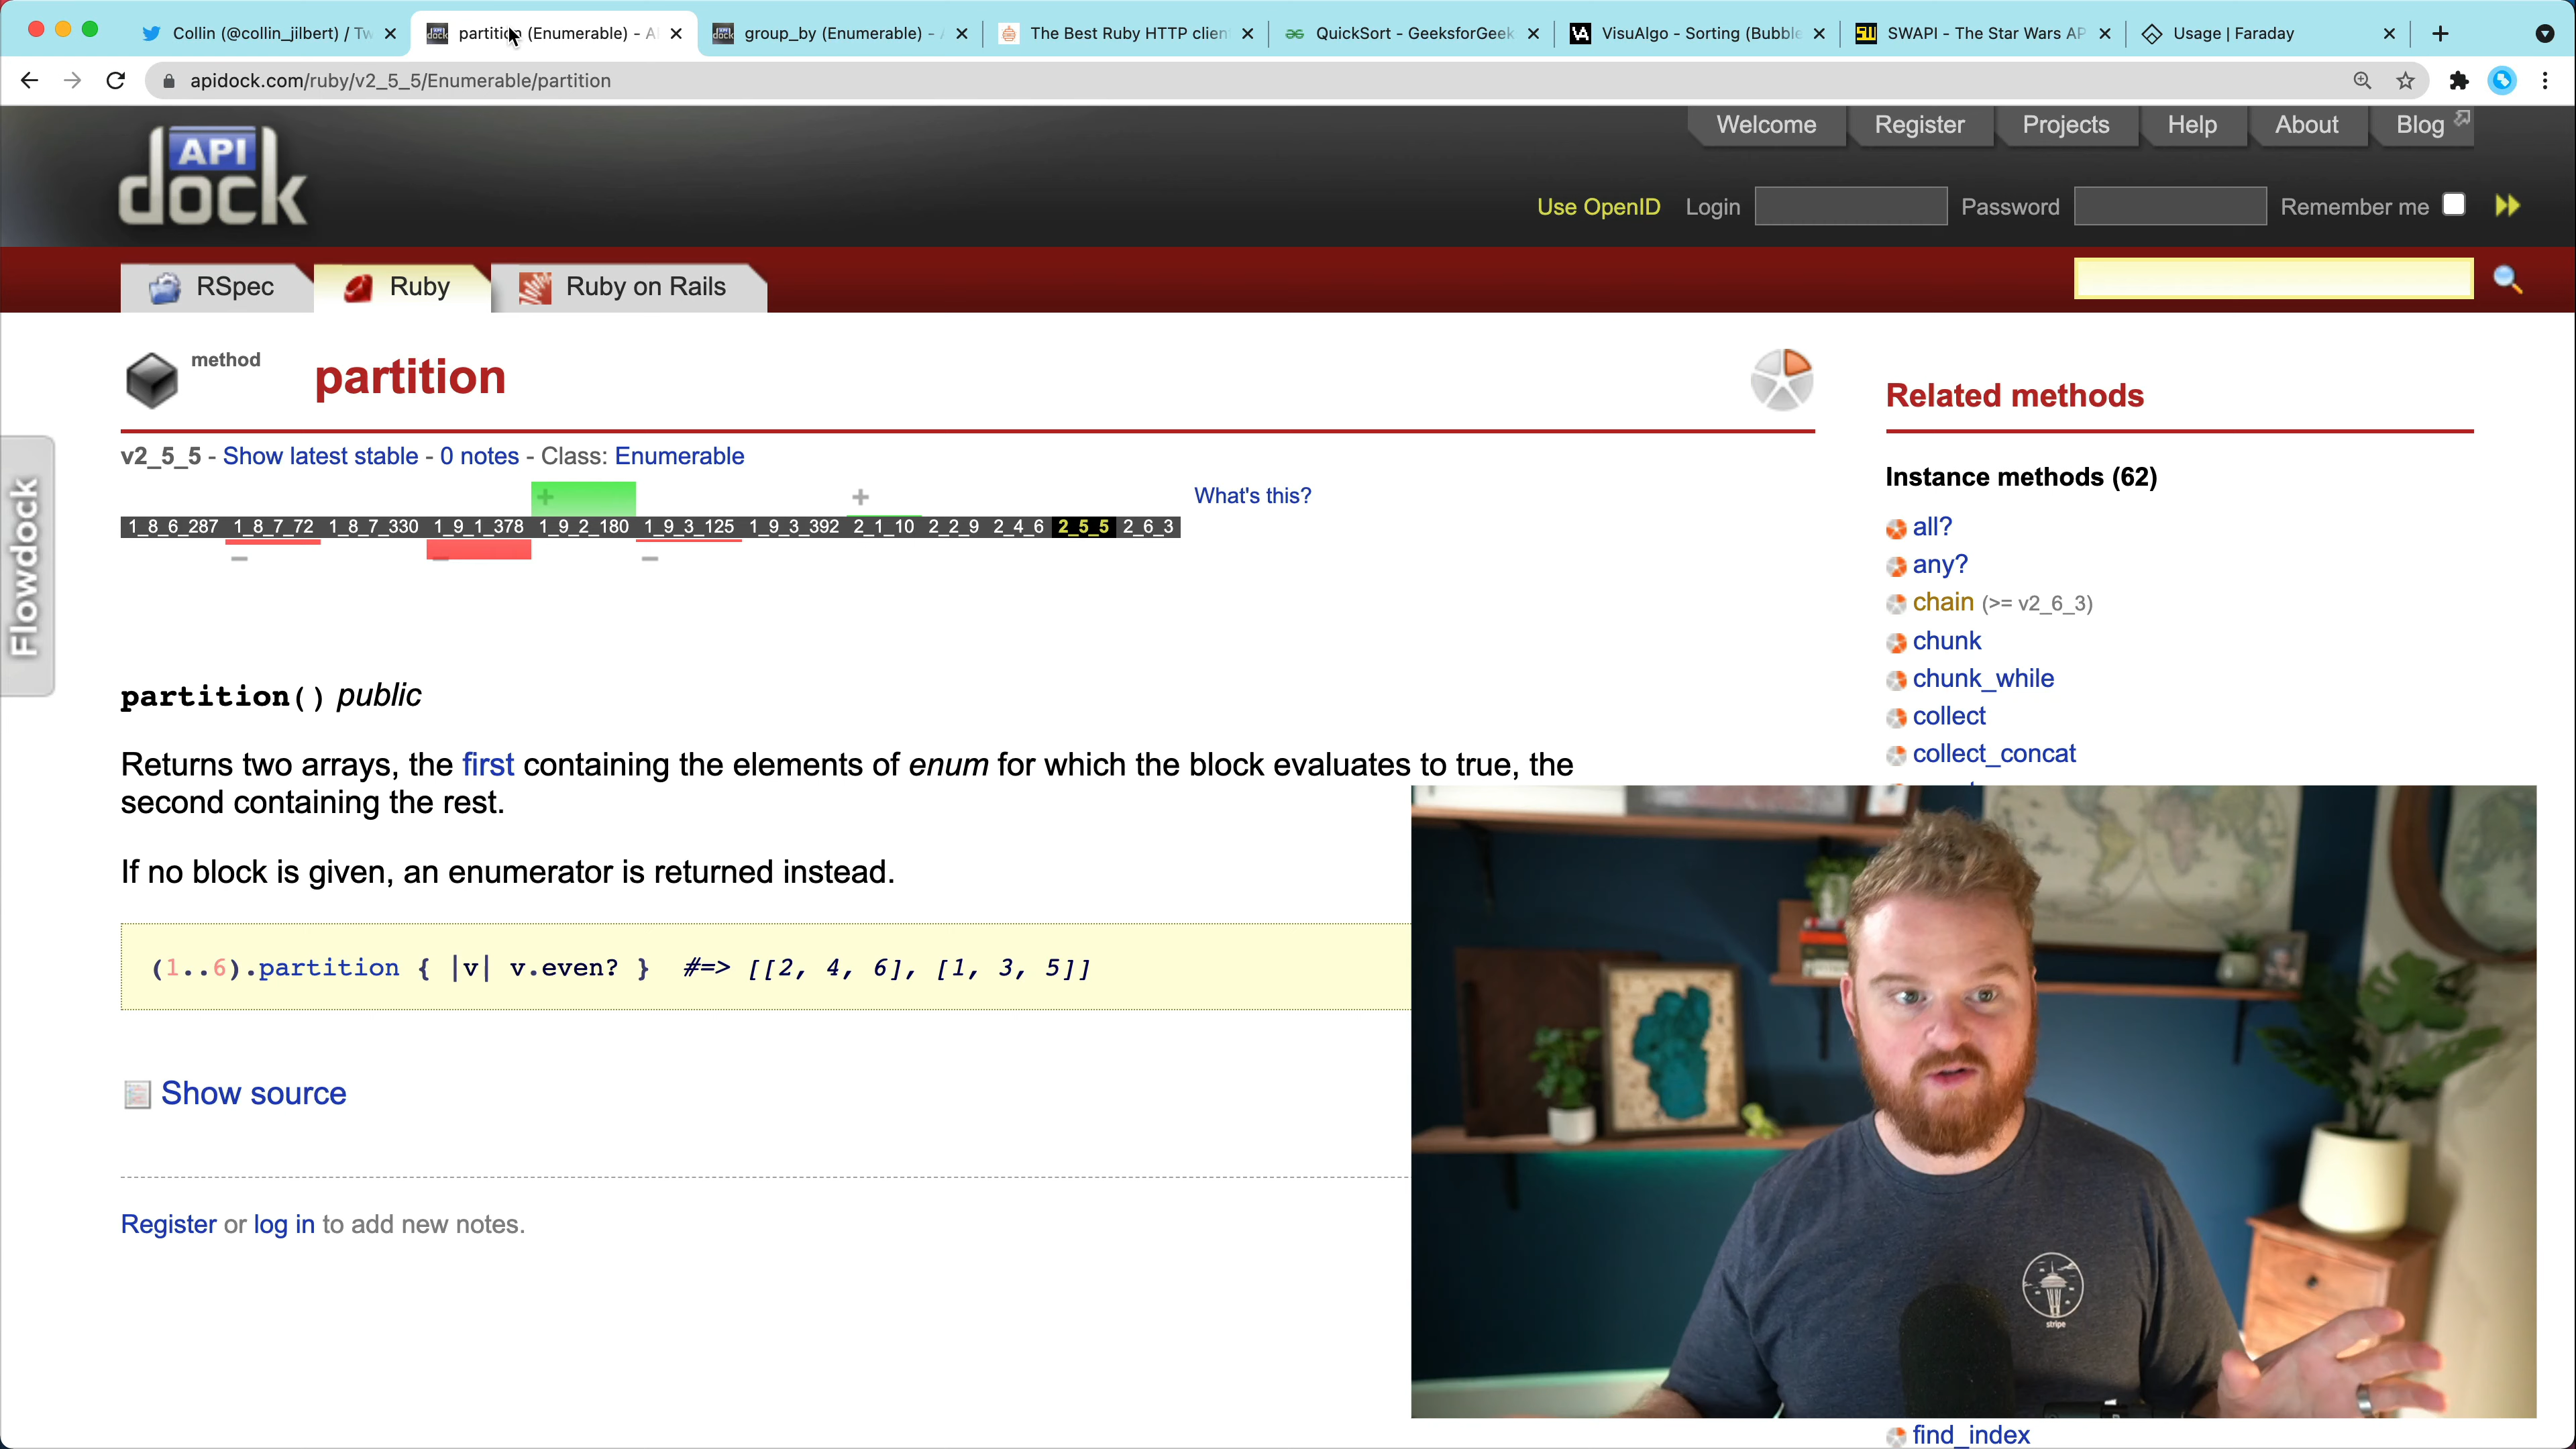 Collin (@collin_jilbert) / Tw
partition (Enumerable) - A
group_by (Enumerable) -
The Best Ruby HTTP clien
QuickSort - GeeksforGeek
VisuAlgo - Sorting (Bubble
SWAPI - The Star Wars AP
Usage | Faraday
apidock.com/ruby/v2_5_5/Enumerable/partition
API
dock
Welcome Register Projects Help About Blog
Use OpenID Login Password Remember me
RSpec Ruby Ruby on Rails
method partition
v2_5_5 - Show latest stable - 0 notes - Class: Enumerable
What's this?
1_8_6_287 1_8_7_72 1_8_7_330 1_9_1_378 1_9_2_180 1_9_3_125 1_9_3_392 2_1_10 2_2_9 2_4_6 2_5_5 2_6_3
Flowdock
partition() public
Returns two arrays, the first containing the elements of enum for which the block evaluates to true, the
second containing the rest.
If no block is given, an enumerator is returned instead.
(1..6).partition { |v| v.even? } #=> [[2, 4, 6], [1, 3, 5]]
Show source
Register or log in to add new notes.
Related methods
Instance methods (62)
all?
any?
chain (>= v2_6_3)
chunk
chunk_while
collect
collect_concat
find_index
stripe